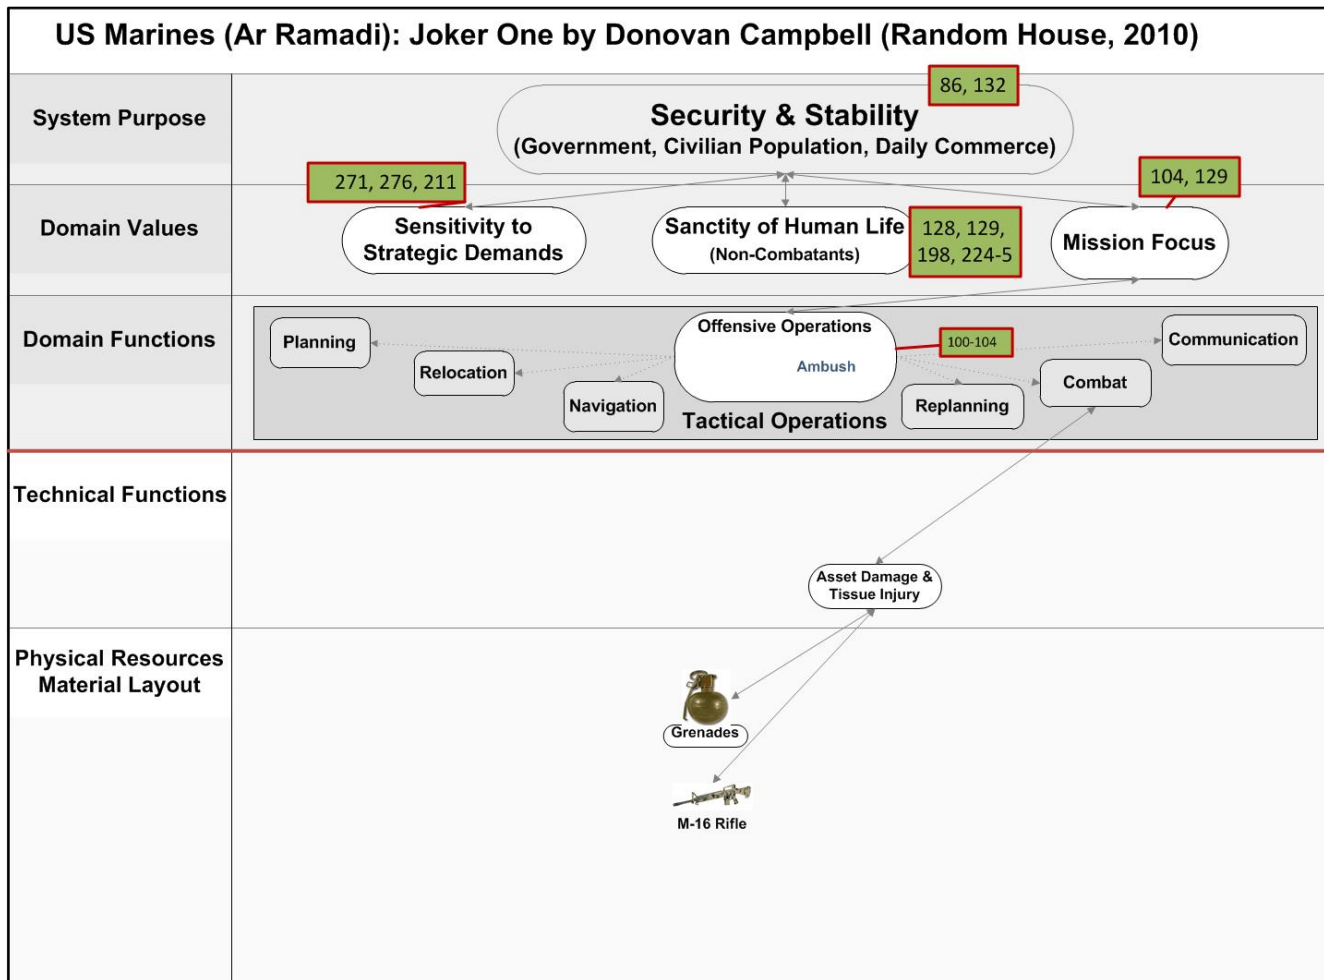 US Marines (Ar Ramadi): Joker One by Donovan Campbell (Random House, 2010)
System Purpose
86, 132
Security & Stability
(Government, Civilian Population, Daily Commerce)
Domain Values
271, 276, 211
Sensitivity to
Strategic Demands
Sanctity of Human Life
(Non-Combatants)
128, 129,
198, 224-5
104, 129
Mission Focus
Domain Functions
Planning
Relocation
Navigation
Offensive Operations
Ambush
100-104
Tactical Operations
Replanning
Combat
Communication
Technical Functions
Asset Damage &
Tissue Injury
Physical Resources
Material Layout
Grenades
M-16 Rifle